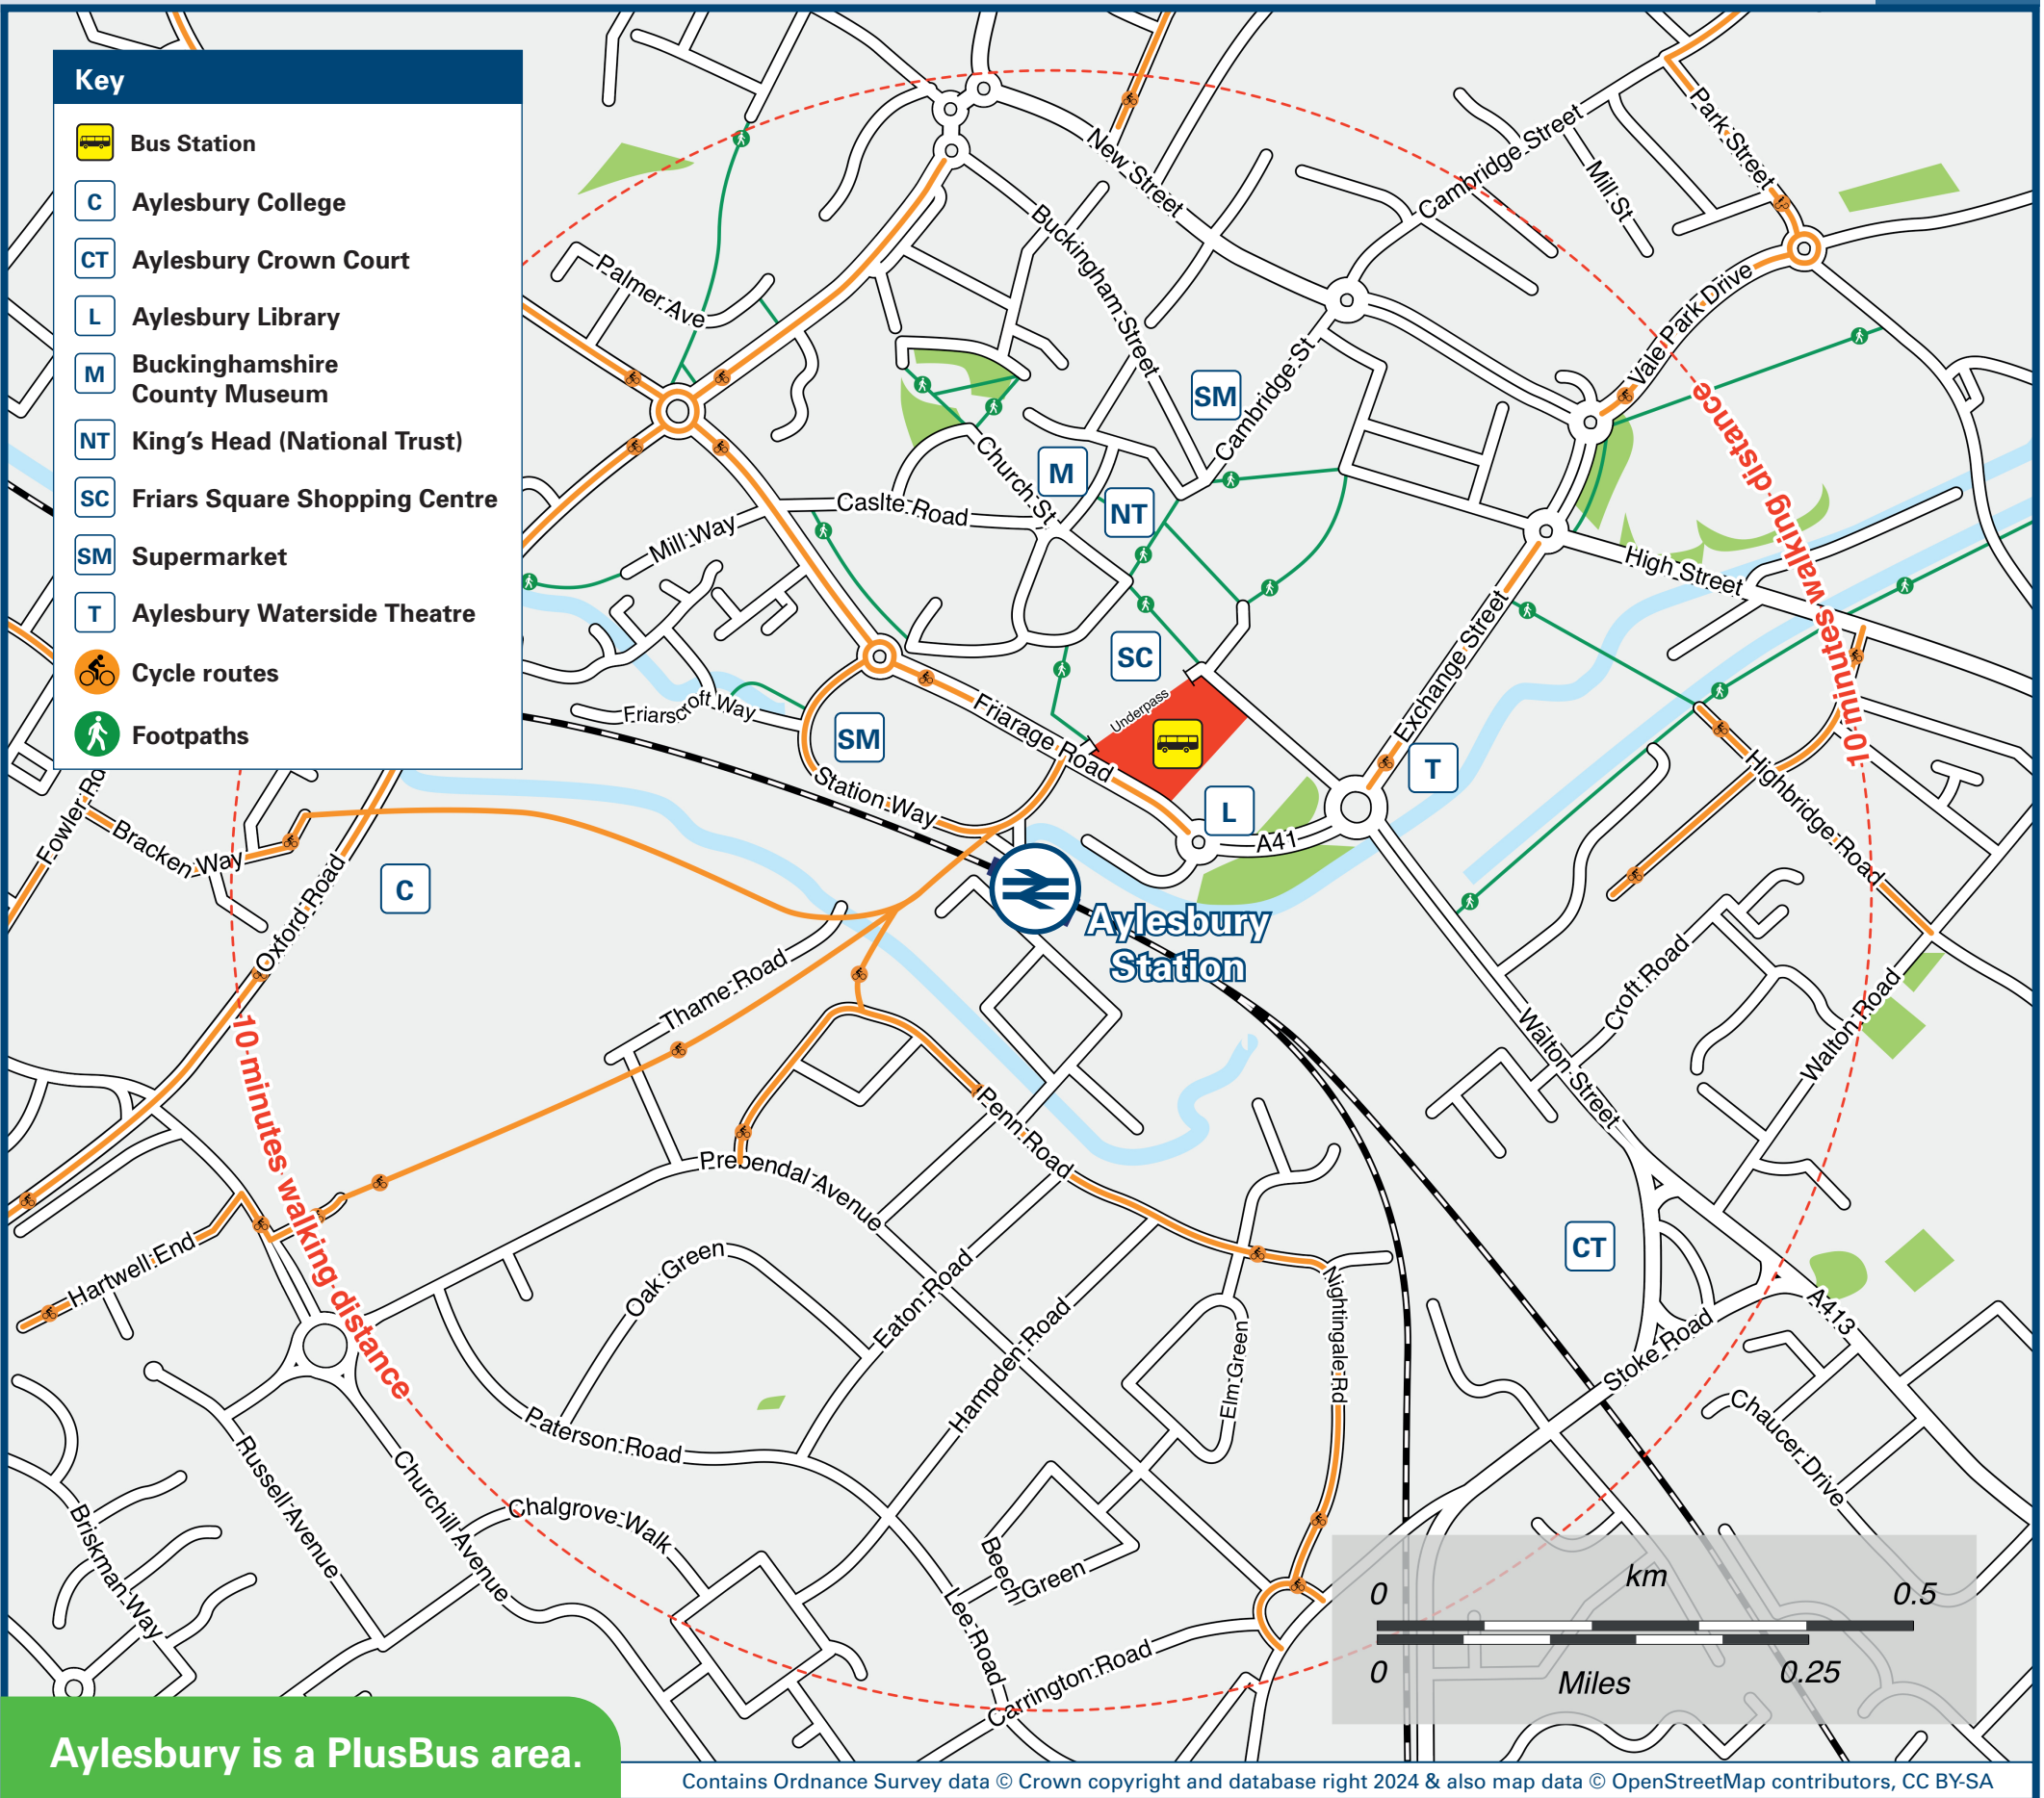 Key
Bus Station
C Aylesbury College
CT Aylesbury Crown Court
L Aylesbury Library
M Buckinghamshire
County Museum
NT King's Head (National Trust)
SC Friars Square Shopping Centre
SM Supermarket
T Aylesbury Waterside Theatre
Cycle routes
Footpaths
New Street
Cambridge Street
Park Street
Mill St
Buckingham Street
Palmer Ave
Vale Park Drive
SM
Cambridge St
10 minutes walking distance
Church St
M
NT
Caslte Road
Mill Way
High Street
Exchange Street
SC
Underpass
Friarscroft Way
SM
Friarage Road
T
Station Way
L
A41
Highbridge Road
Fowler Rd
Bracken Way
C
Oxford Road
Aylesbury
Station
Thame Road
Croft Road
Walton Road
Walton Street
10 minutes walking distance
Penn Road
Prebendal Avenue
CT
Hartwell End
Oak Green
Eaton Road
Hampden Road
Elm Green
Nightingale Rd
A413
Stoke Road
Chaucer Drive
Paterson Road
Russell Avenue
Churchill Avenue
Chalgrove Walk
Briskman Way
Beech Green
Lee Road
Carrington Road
km
0 0.5
0 0.25
Miles
Aylesbury is a PlusBus area.
Contains Ordnance Survey data © Crown copyright and database right 2024 & also map data © OpenStreetMap contributors, CC BY-SA